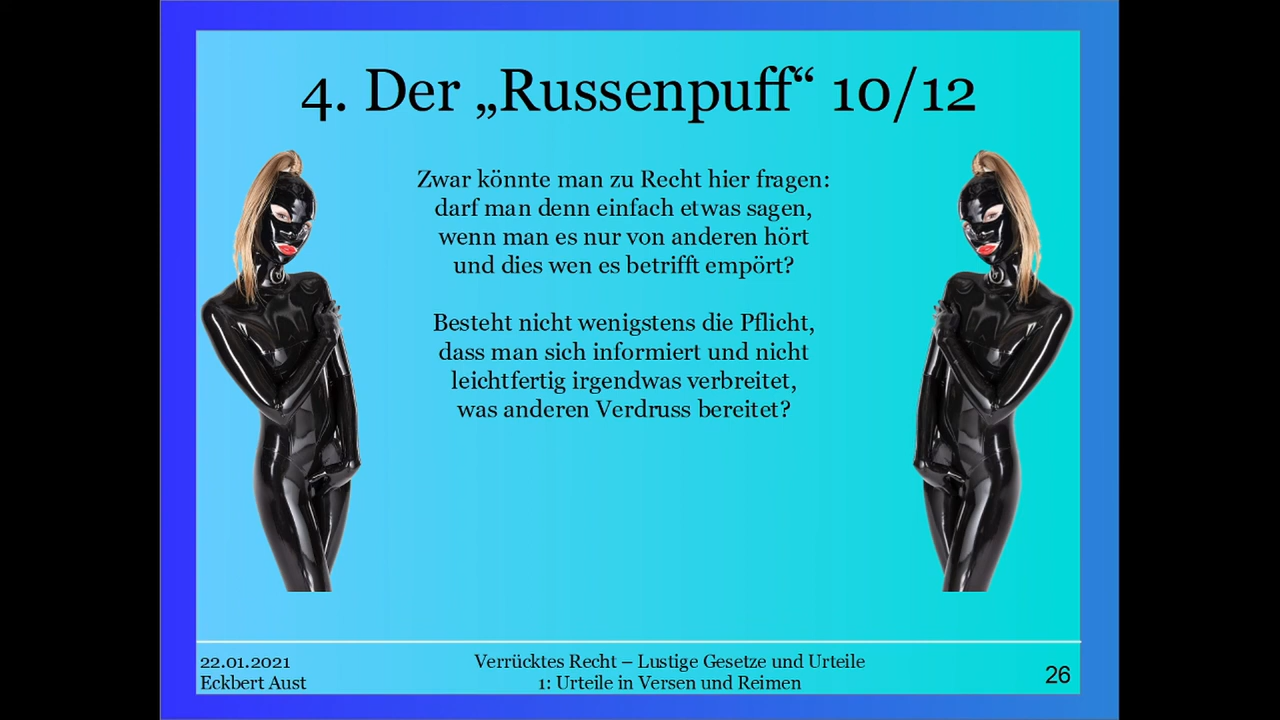 4. Der „Russenpuff“ 10/12
Zwar könnte man zu Recht hier fragen:
darf man denn einfach etwas sagen,
wenn man es nur von anderen hört
und dies wen es betrifft empört?
Besteht nicht wenigstens die Pflicht,
dass man sich informiert und nicht
leichtfertig irgendwas verbreitet,
was anderen Verdruss bereitet?
22.01.2021
Eckbert Aust
Verrücktes Recht – Lustige Gesetze und Urteile
1: Urteile in Versen und Reimen
26